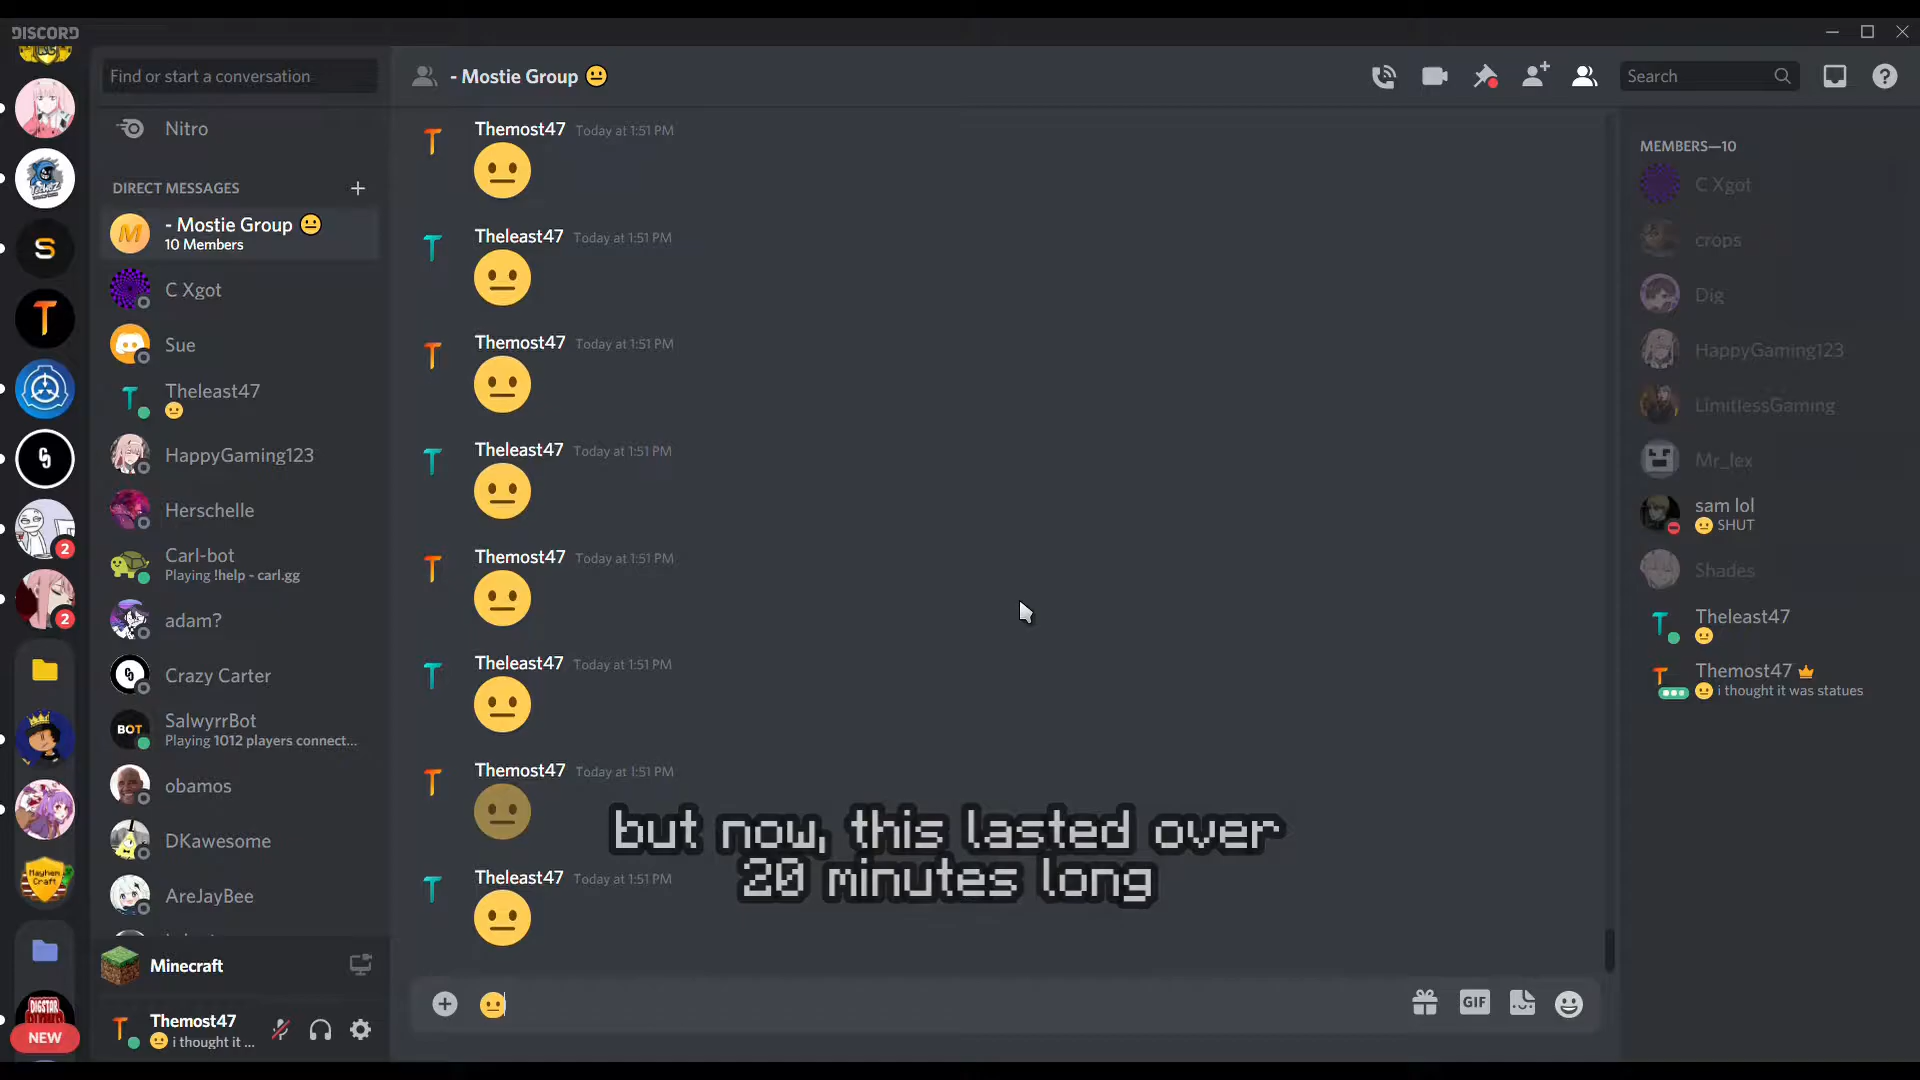 DISCORD
Find or start a conversation
Nitro
DIRECT MESSAGES
- Mostie Group 😐
10 Members
C Xgot
Sue
Theleast47
😐
HappyGaming123
Herschelle
Carl-bot
Playing !help - carl.gg
adam?
Crazy Carter
SalwyrrBot
Playing 1012 players connect...
obamos
DKawesome
AreJayBee
Minecraft
Themost47
😐 i thought it ...
NEW
2
2
S
T
BOT
Mayhem
Craft
- Mostie Group 😐
Search
Themost47 Today at 1:51 PM
😐
Theleast47 Today at 1:51 PM
😐
Themost47 Today at 1:51 PM
😐
Theleast47 Today at 1:51 PM
😐
Themost47 Today at 1:51 PM
😐
Theleast47 Today at 1:51 PM
😐
Themost47 Today at 1:51 PM
😐
Theleast47 Today at 1:51 PM
😐
but now, this lasted over
20 minutes long
😐
GIF
MEMBERS—10
C Xgot
crops
Dig
HappyGaming123
LimitlessGaming
Mr_lex
sam lol
😐 SHUT
Shades
Theleast47
😐
Themost47
😐 i thought it was statues